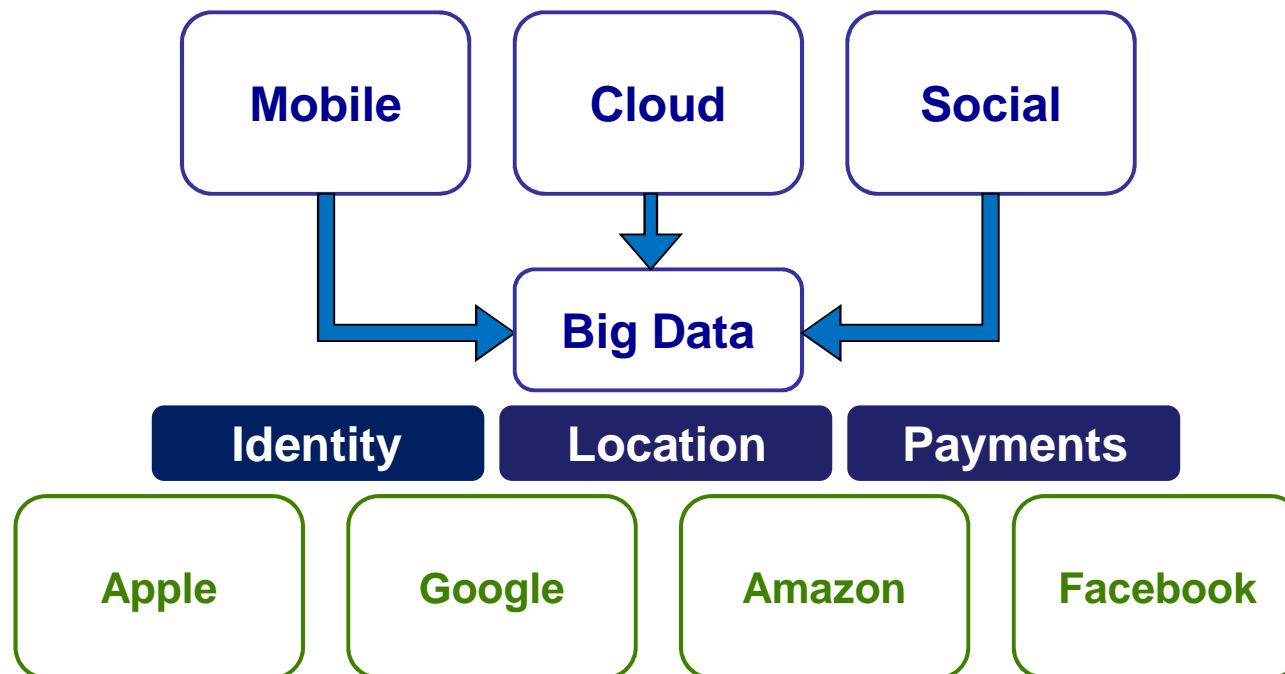 Mobile
Cloud
Social
Big Data
Identity
Location
Payments
Apple
Google
Amazon
Facebook